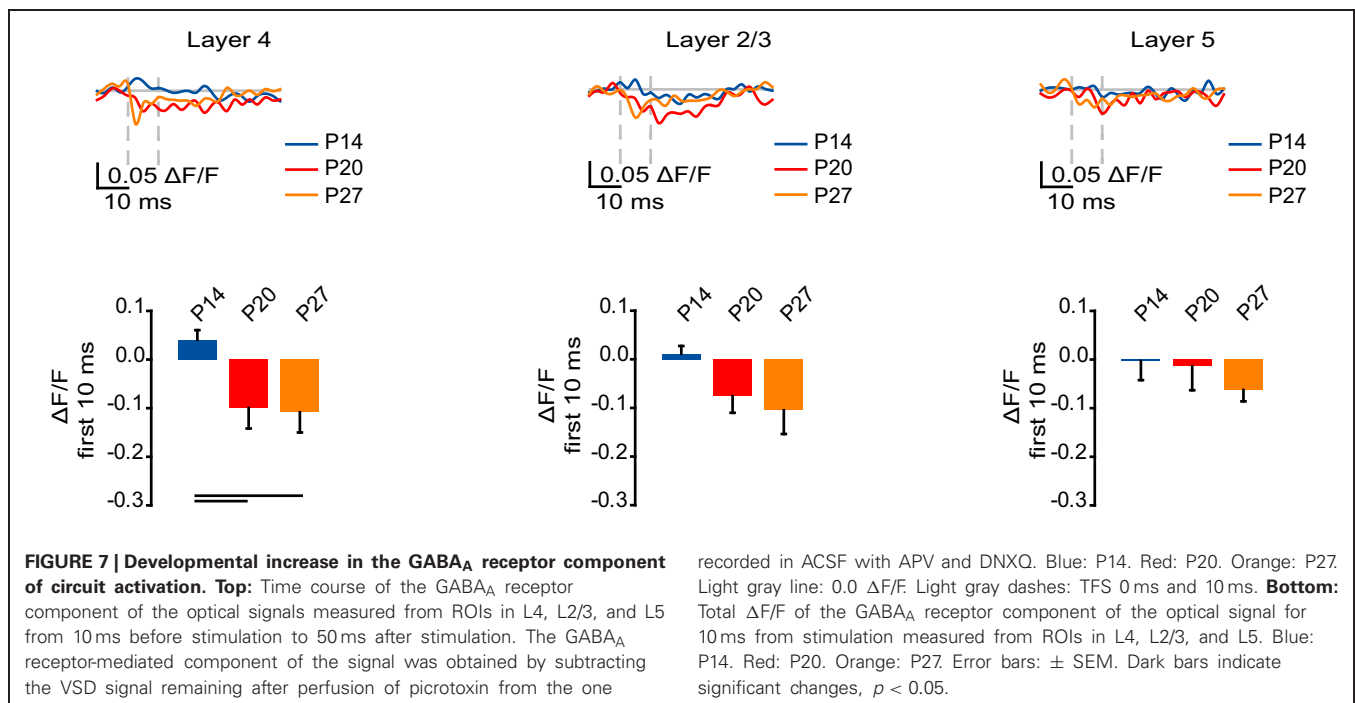 Layer 4
Layer 2/3
Layer 5
P14
P20
P27
0.05 ΔF/F
10 ms
P14
P20
P27
0.05 ΔF/F
10 ms
P14
P20
P27
0.05 ΔF/F
10 ms
ΔF/F
first 10 ms
0.1
0.0
-0.1
-0.2
-0.3
P14
P20
P27
ΔF/F
first 10 ms
0.1
0.0
-0.1
-0.2
-0.3
P14
P20
P27
ΔF/F
first 10 ms
0.1
0.0
-0.1
-0.2
-0.3
P14
P20
P27
FIGURE 7 | Developmental increase in the GABAA receptor component
of circuit activation. Top: Time course of the GABAA receptor
component of the optical signals measured from ROIs in L4, L2/3, and L5
from 10 ms before stimulation to 50 ms after stimulation. The GABAA
receptor-mediated component of the signal was obtained by subtracting
the VSD signal remaining after perfusion of picrotoxin from the one
recorded in ACSF with APV and DNXQ. Blue: P14. Red: P20. Orange: P27.
Light gray line: 0.0 ΔF/F. Light gray dashes: TFS 0 ms and 10 ms. Bottom:
Total ΔF/F of the GABAA receptor component of the optical signal for
10 ms from stimulation measured from ROIs in L4, L2/3, and L5. Blue:
P14. Red: P20. Orange: P27. Error bars: ± SEM. Dark bars indicate
significant changes, p < 0.05.